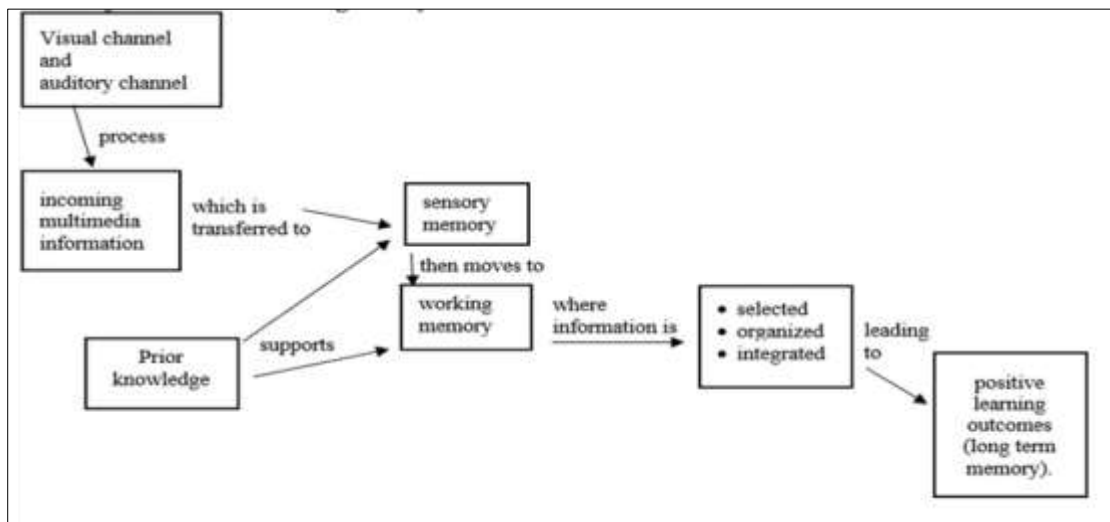 Visual channel
and
auditory channel
process
incoming
multimedia
information
which is
transferred to
sensory
memory
then moves to
working
memory
Prior
knowledge
supports
where
information is
• selected
• organized
• integrated
leading
to
positive
learning
outcomes
(long term
memory).